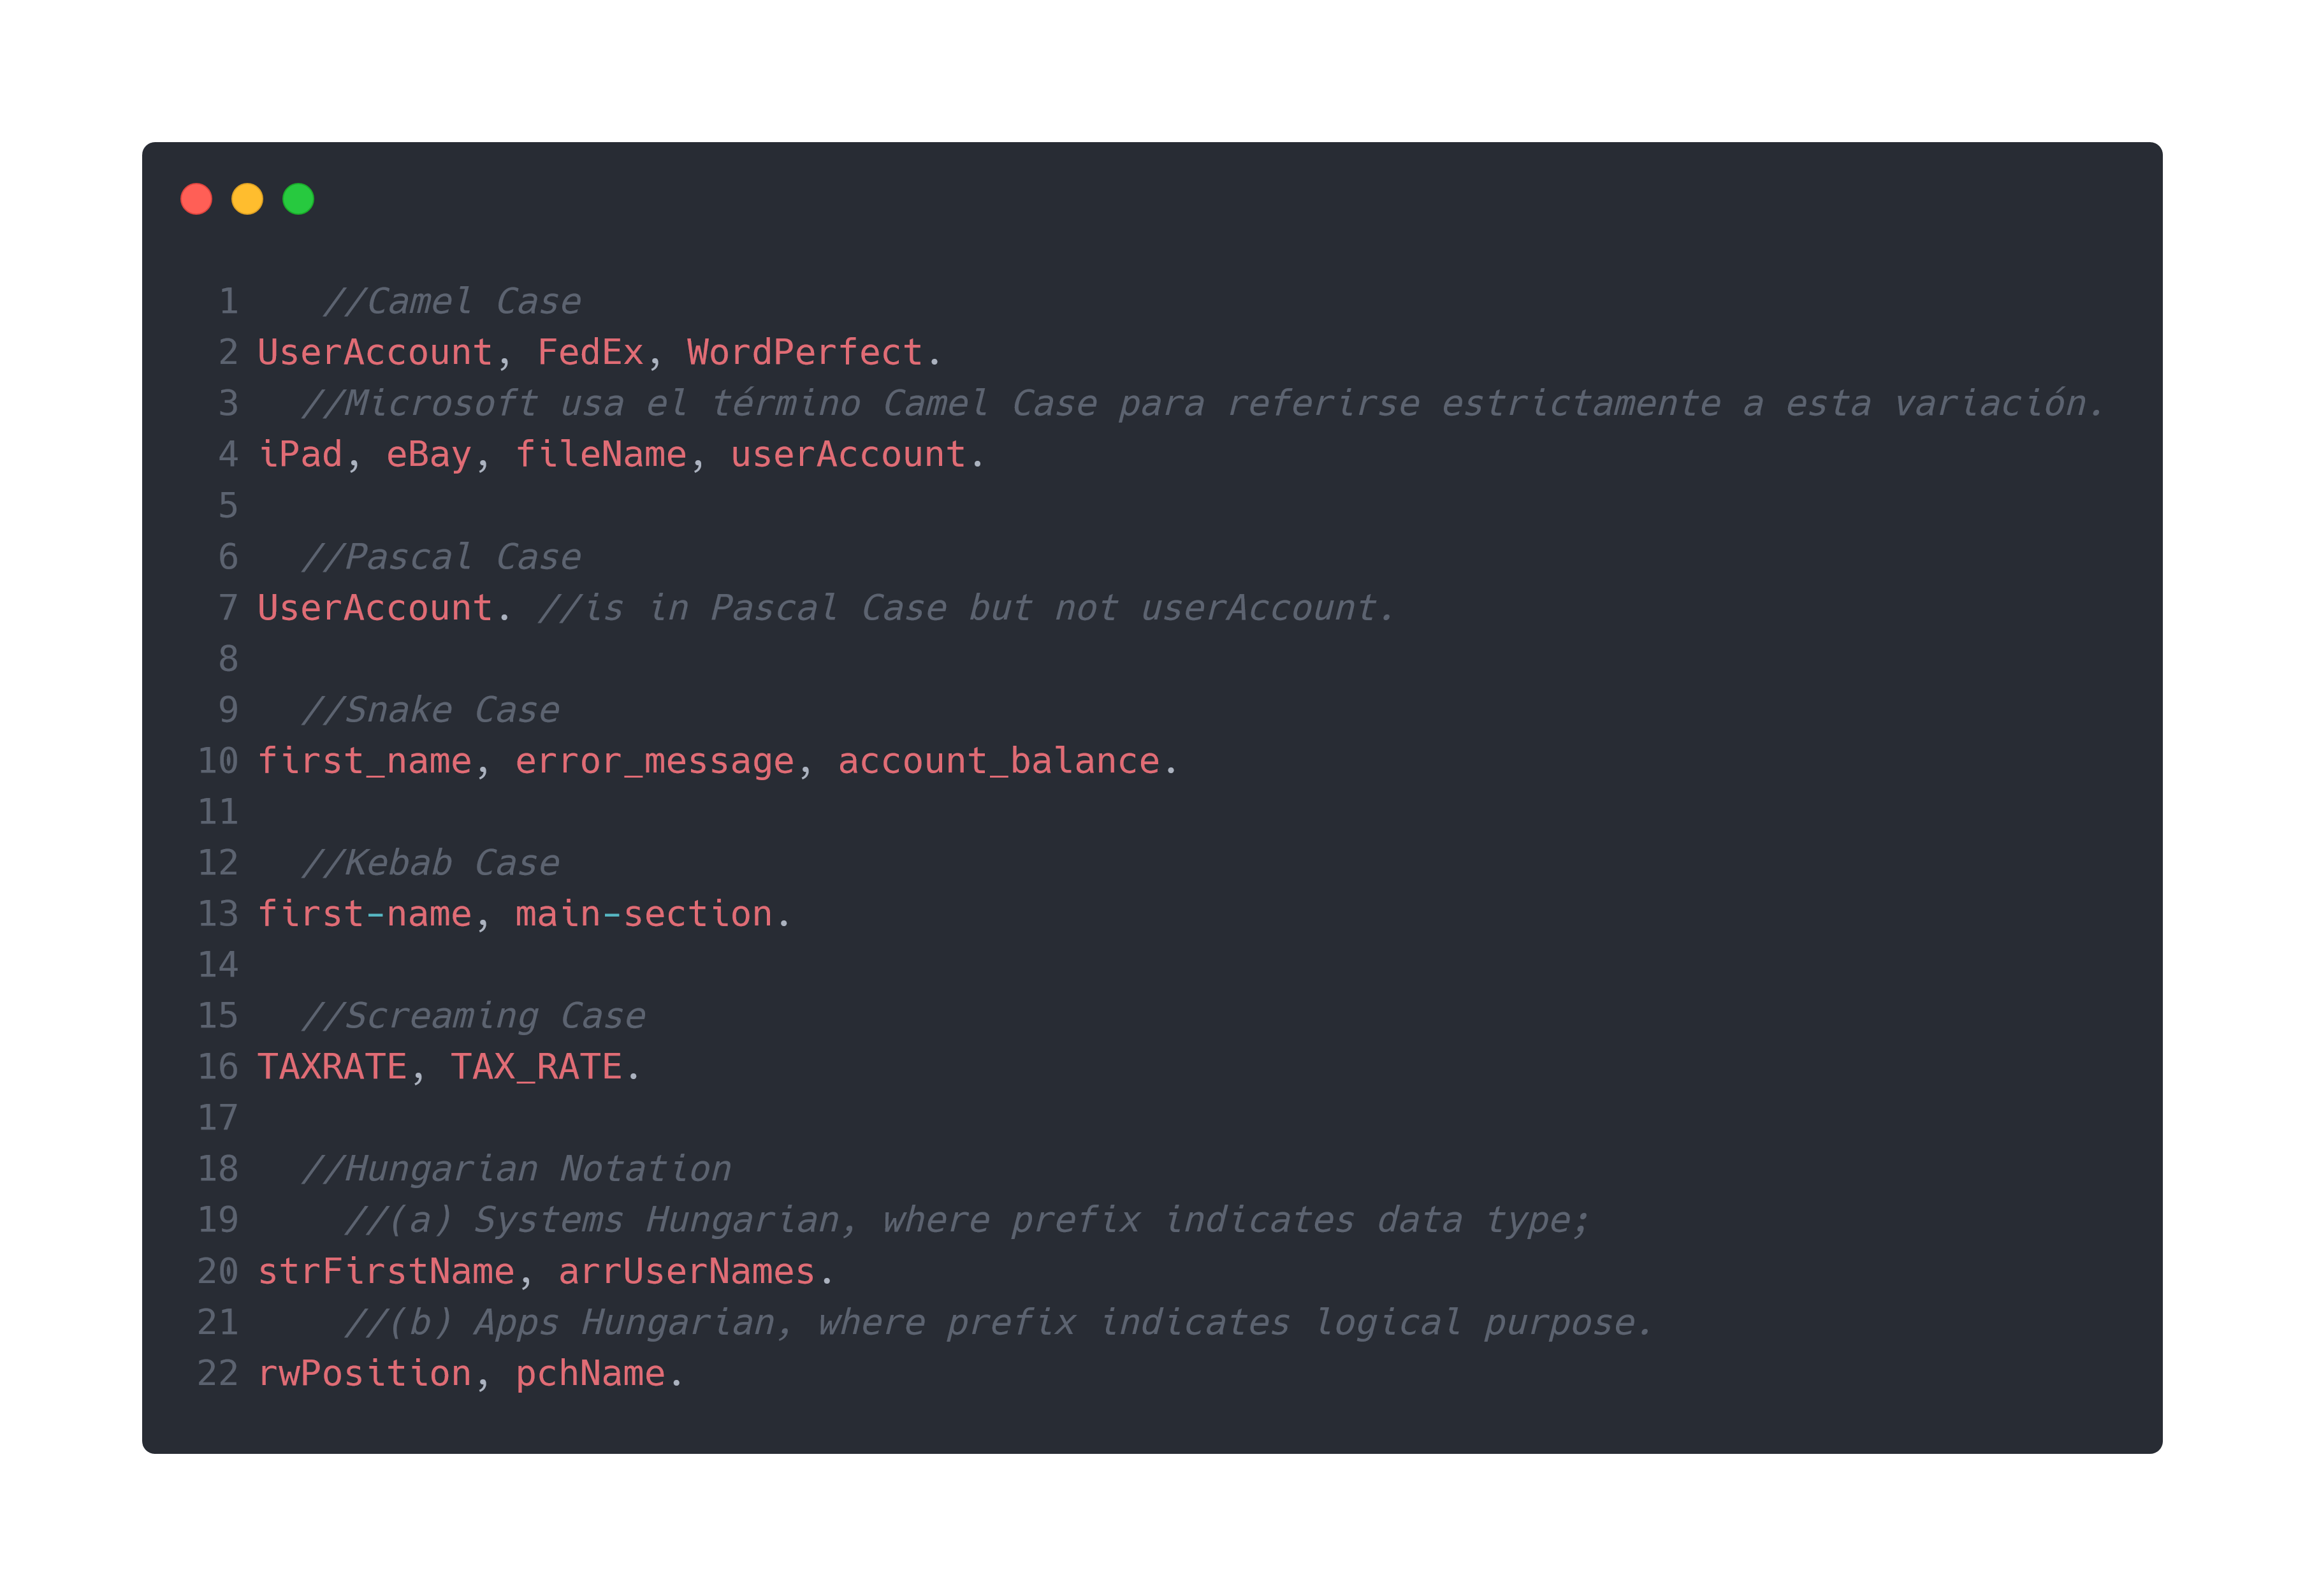 1 //Camel Case
2 UserAccount, FedEx, WordPerfect.
3 //Microsoft usa el término Camel Case para referirse estrictamente a esta variación.
4 iPad, eBay, fileName, userAccount.
5
6 //Pascal Case
7 UserAccount. //is in Pascal Case but not userAccount.
8
9 //Snake Case
10 first_name, error_message, account_balance.
11
12 //Kebab Case
13 first-name, main-section.
14
15 //Screaming Case
16 TAXRATE, TAX_RATE.
17
18 //Hungarian Notation
19 //(a) Systems Hungarian, where prefix indicates data type;
20 strFirstName, arrUserNames.
21 //(b) Apps Hungarian, where prefix indicates logical purpose.
22 rwPosition, pchName.